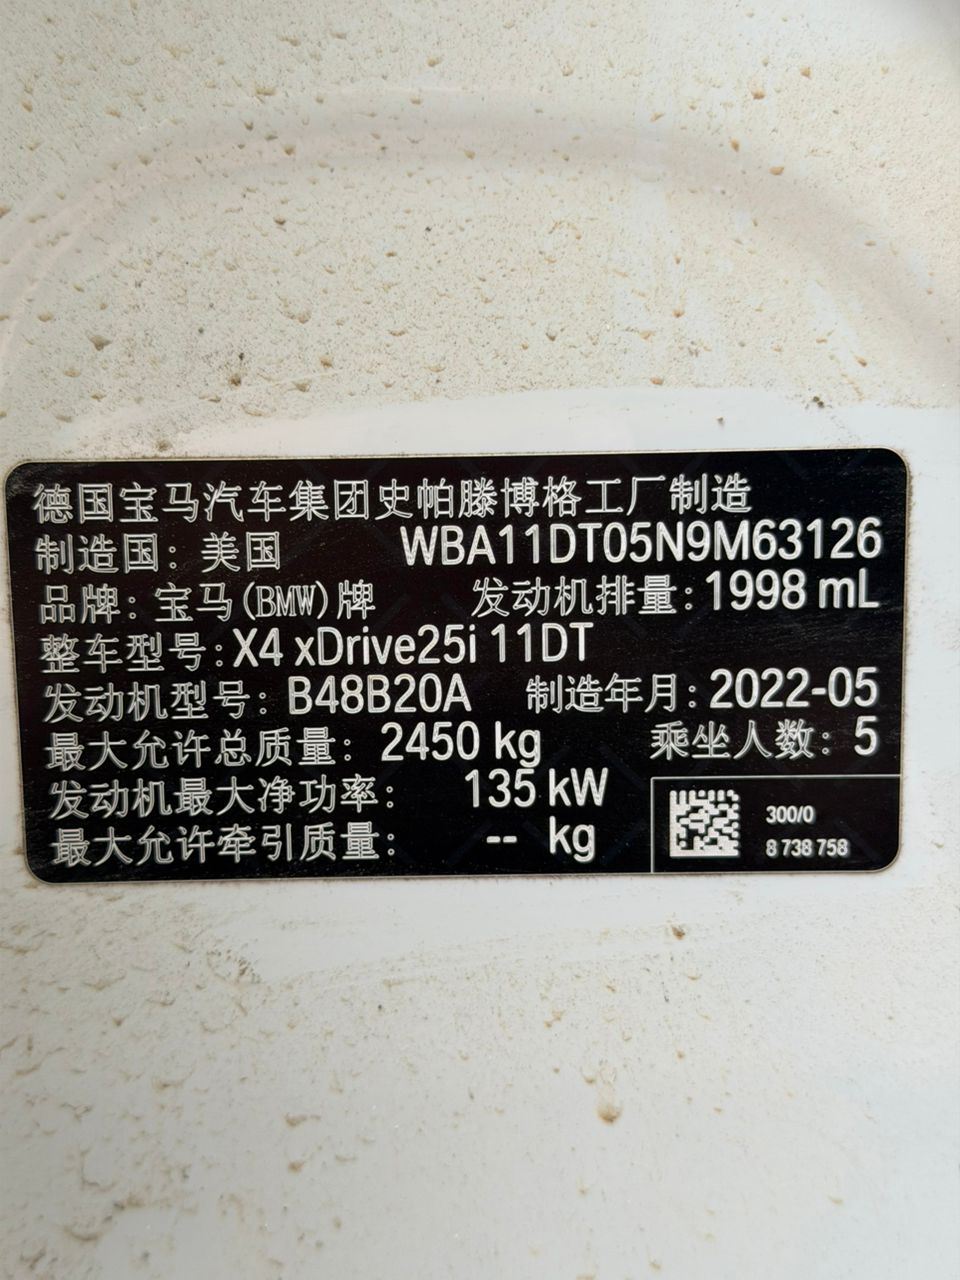 德国宝马汽车集团史帕滕博格工厂制造
制造国：美国 WBA11DT05N9M63126
品牌：宝马(BMW)牌 发动机排量：1998 mL
整车型号：X4 xDrive25i 11DT
发动机型号：B48B20A 制造年月：2022-05
最大允许总质量：2450 kg 乘坐人数：5
发动机最大净功率：135 kW
最大允许牵引质量：-- kg
300/0
8 738 758